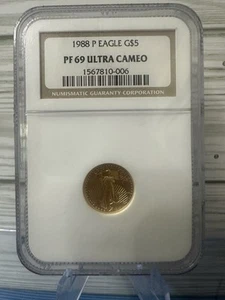 1988 P EAGLE G$5
PF 69 ULTRA CAMEO
1567810-006
NUMISMATIC GUARANTY CORPORATION